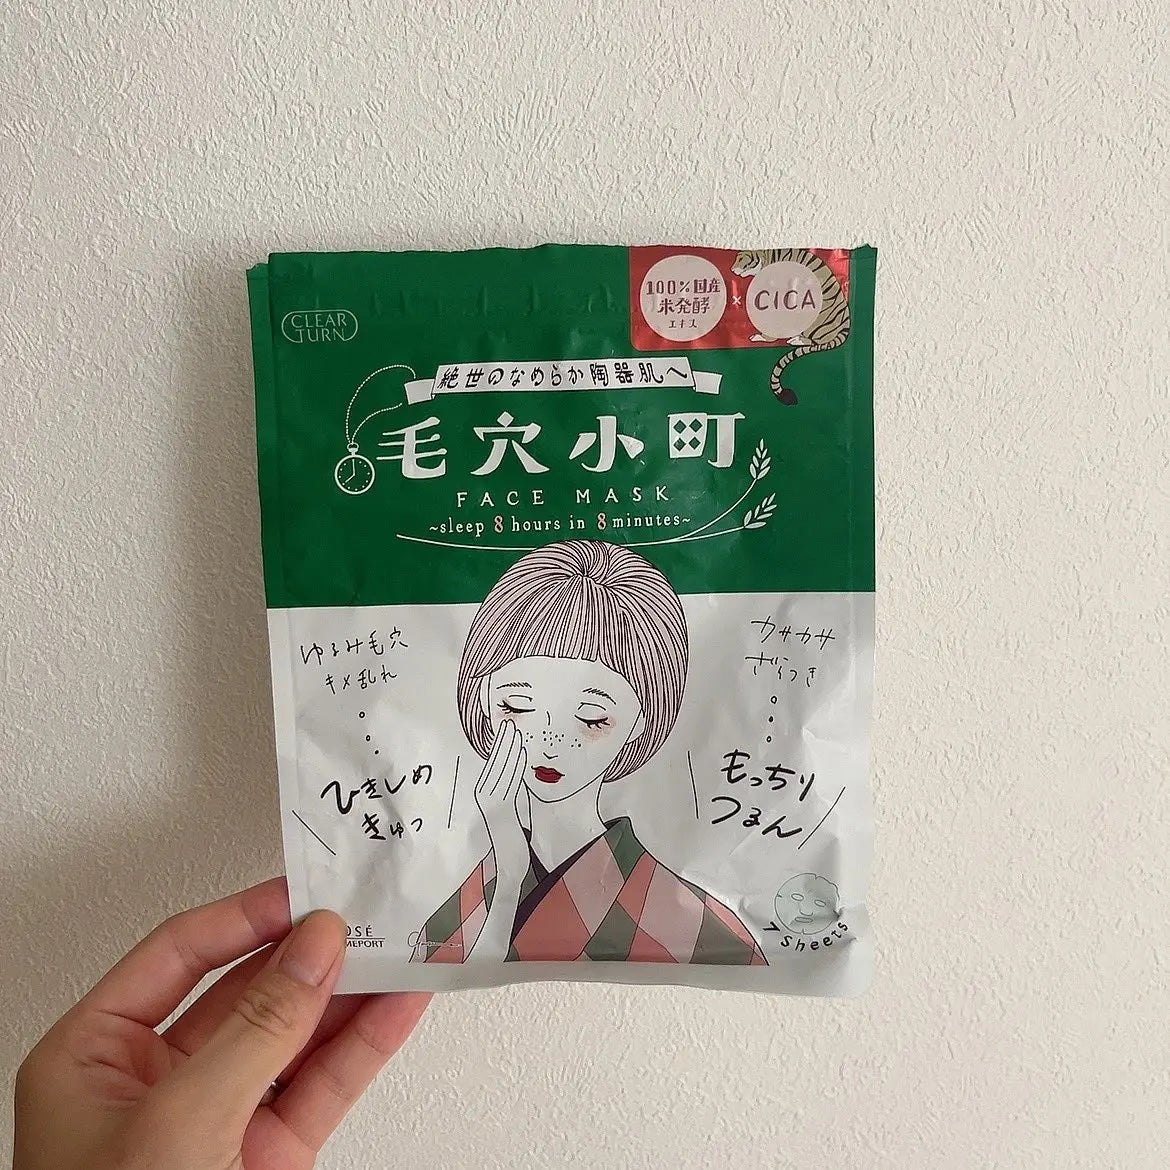 CLEAR
TURN
100%国産
米発酵
エキス
×
CICA
絶世のなめらか陶器肌へ
毛穴小町
FACE MASK
~sleep 8 hours in 8 minutes~
ゆるみ毛穴
キメ乱れ
ひきしめ
きゅっ
カサカサ
ざらつき
もっちり
つるん
7 Sheets
OSÉ
MEPORT